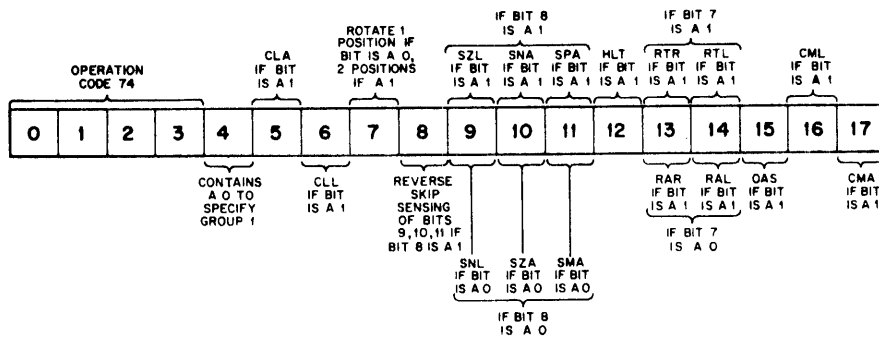 OPERATION
CODE 74
CLA
IF BIT
IS A 1
ROTATE 1
POSITION IF
BIT IS A 0,
2 POSITIONS
IF A 1
IF BIT 8
IS A 1
SZL
IF BIT
IS A 1
SNA
IF BIT
IS A 1
SPA
IF BIT
IS A 1
HLT
IF BIT
IS A 1
IF BIT 7
IS A 1
RTR
IF BIT
IS A 1
RTL
IF BIT
IS A 1
CML
IF BIT
IS A 1
0 1 2 3 4 5 6 7 8 9 10 11 12 13 14 15 16 17
CONTAINS
A 0 TO
SPECIFY
GROUP 1
CLL
IF BIT
IS A 1
REVERSE
SKIP
SENSING
OF BITS
9,10,11 IF
BIT 8 IS A 1
SNL
IF BIT
IS A 0
SZA
IF BIT
IS A 0
SMA
IF BIT
IS A 0
IF BIT 8
IS A 0
RAR
IF BIT
IS A 1
RAL
IF BIT
IS A 1
IF BIT 7
IS A 0
OAS
IF BIT
IS A 1
CMA
IF BIT
IS A 1